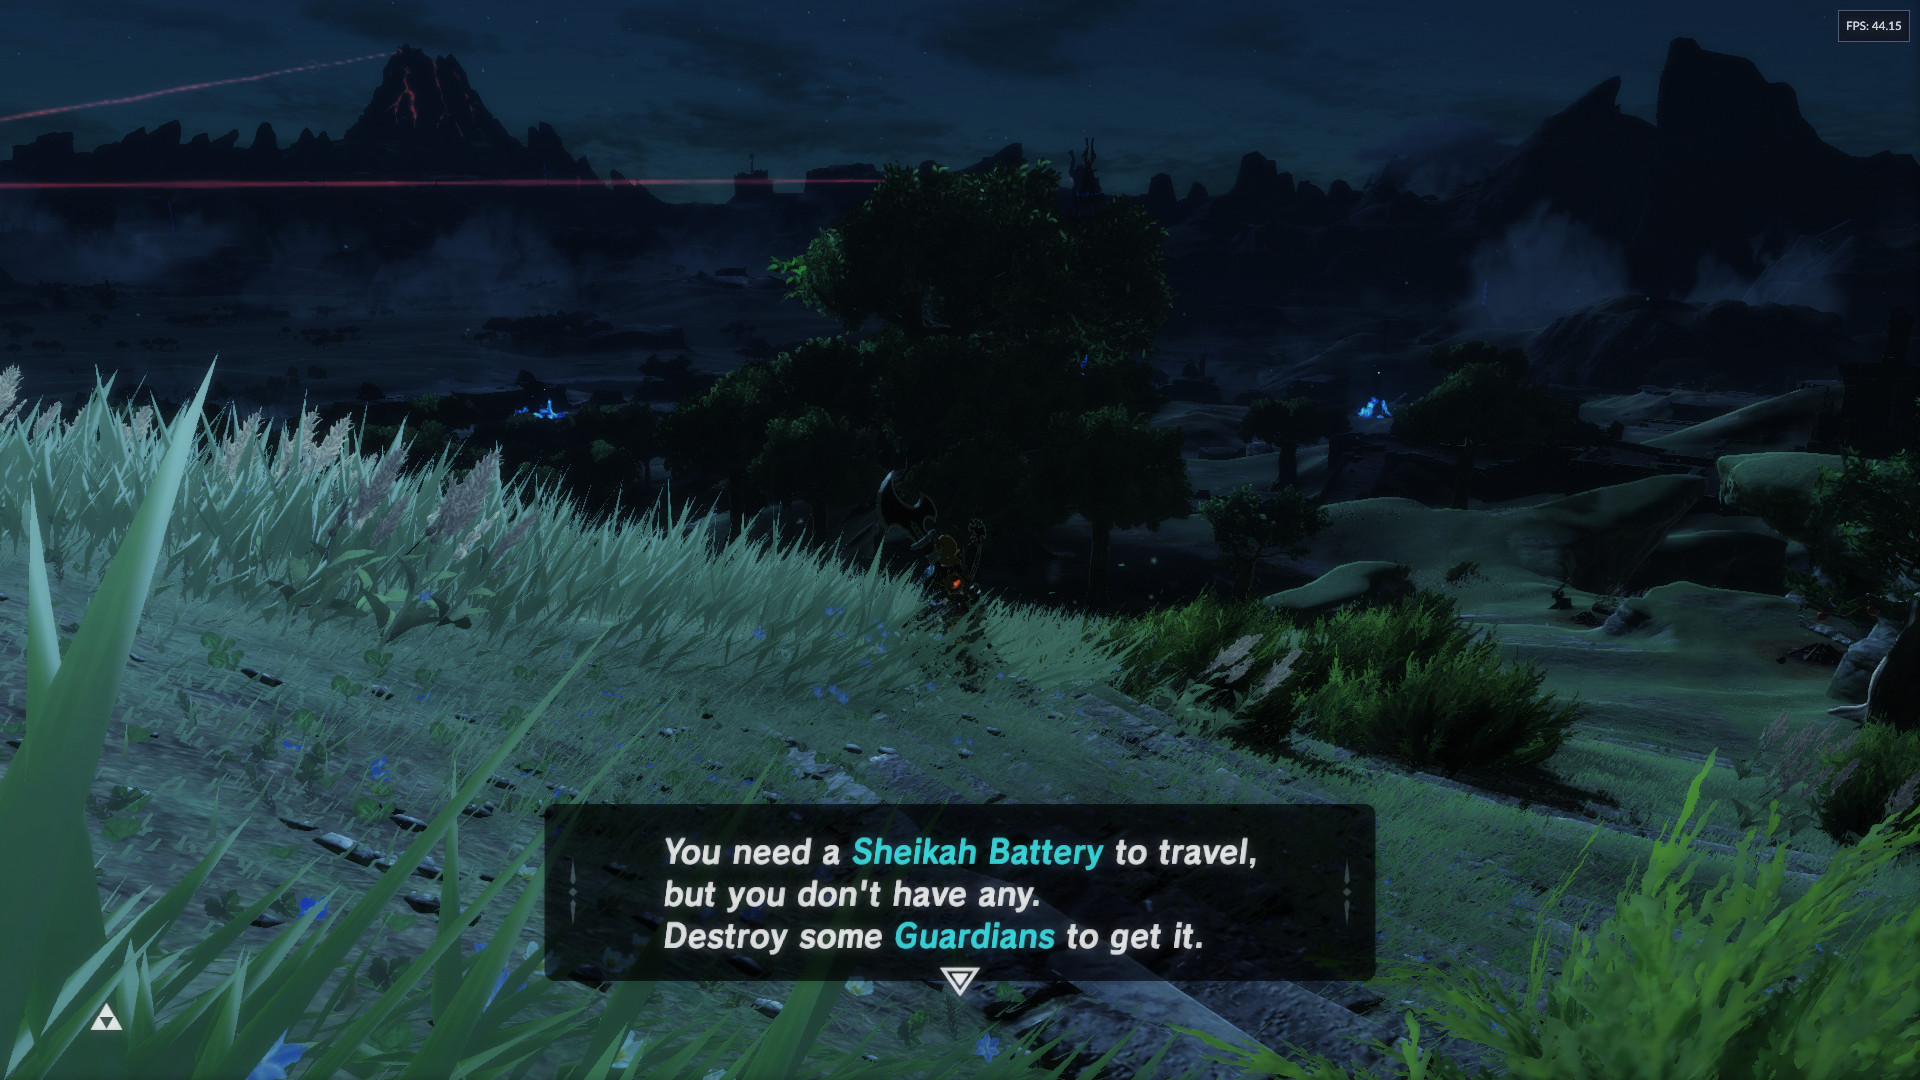 FPS: 44.15
You need a Sheikah Battery to travel,
but you don't have any.
Destroy some Guardians to get it.